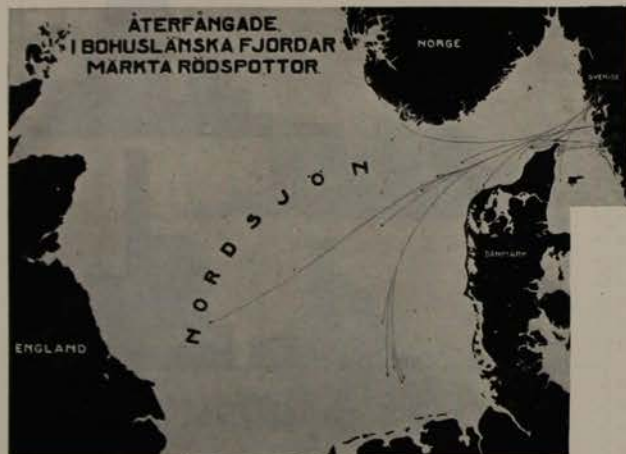 ÅTERFÅNGADE.
I BOHUSLÄNSKA FJORDAR
MÄRKTA RÖDSPOTTOR.
NORGE
SVERIGE
NORDSJÖN
DANMARK
ENGLAND